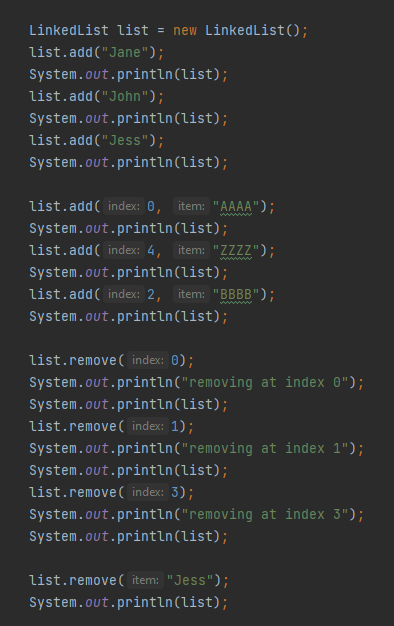 LinkedList list = new LinkedList();
list.add("Jane");
System.out.println(list);
list.add("John");
System.out.println(list);
list.add("Jess");
System.out.println(list);
list.add( index: 0, item: "AAAA");
System.out.println(list);
list.add( index: 4, item: "ZZZZ");
System.out.println(list);
list.add( index: 2, item: "BBBB");
System.out.println(list);
list.remove( index: 0);
System.out.println("removing at index 0");
System.out.println(list);
list.remove( index: 1);
System.out.println("removing at index 1");
System.out.println(list);
list.remove( index: 3);
System.out.println("removing at index 3");
System.out.println(list);
list.remove( item: "Jess");
System.out.println(list);